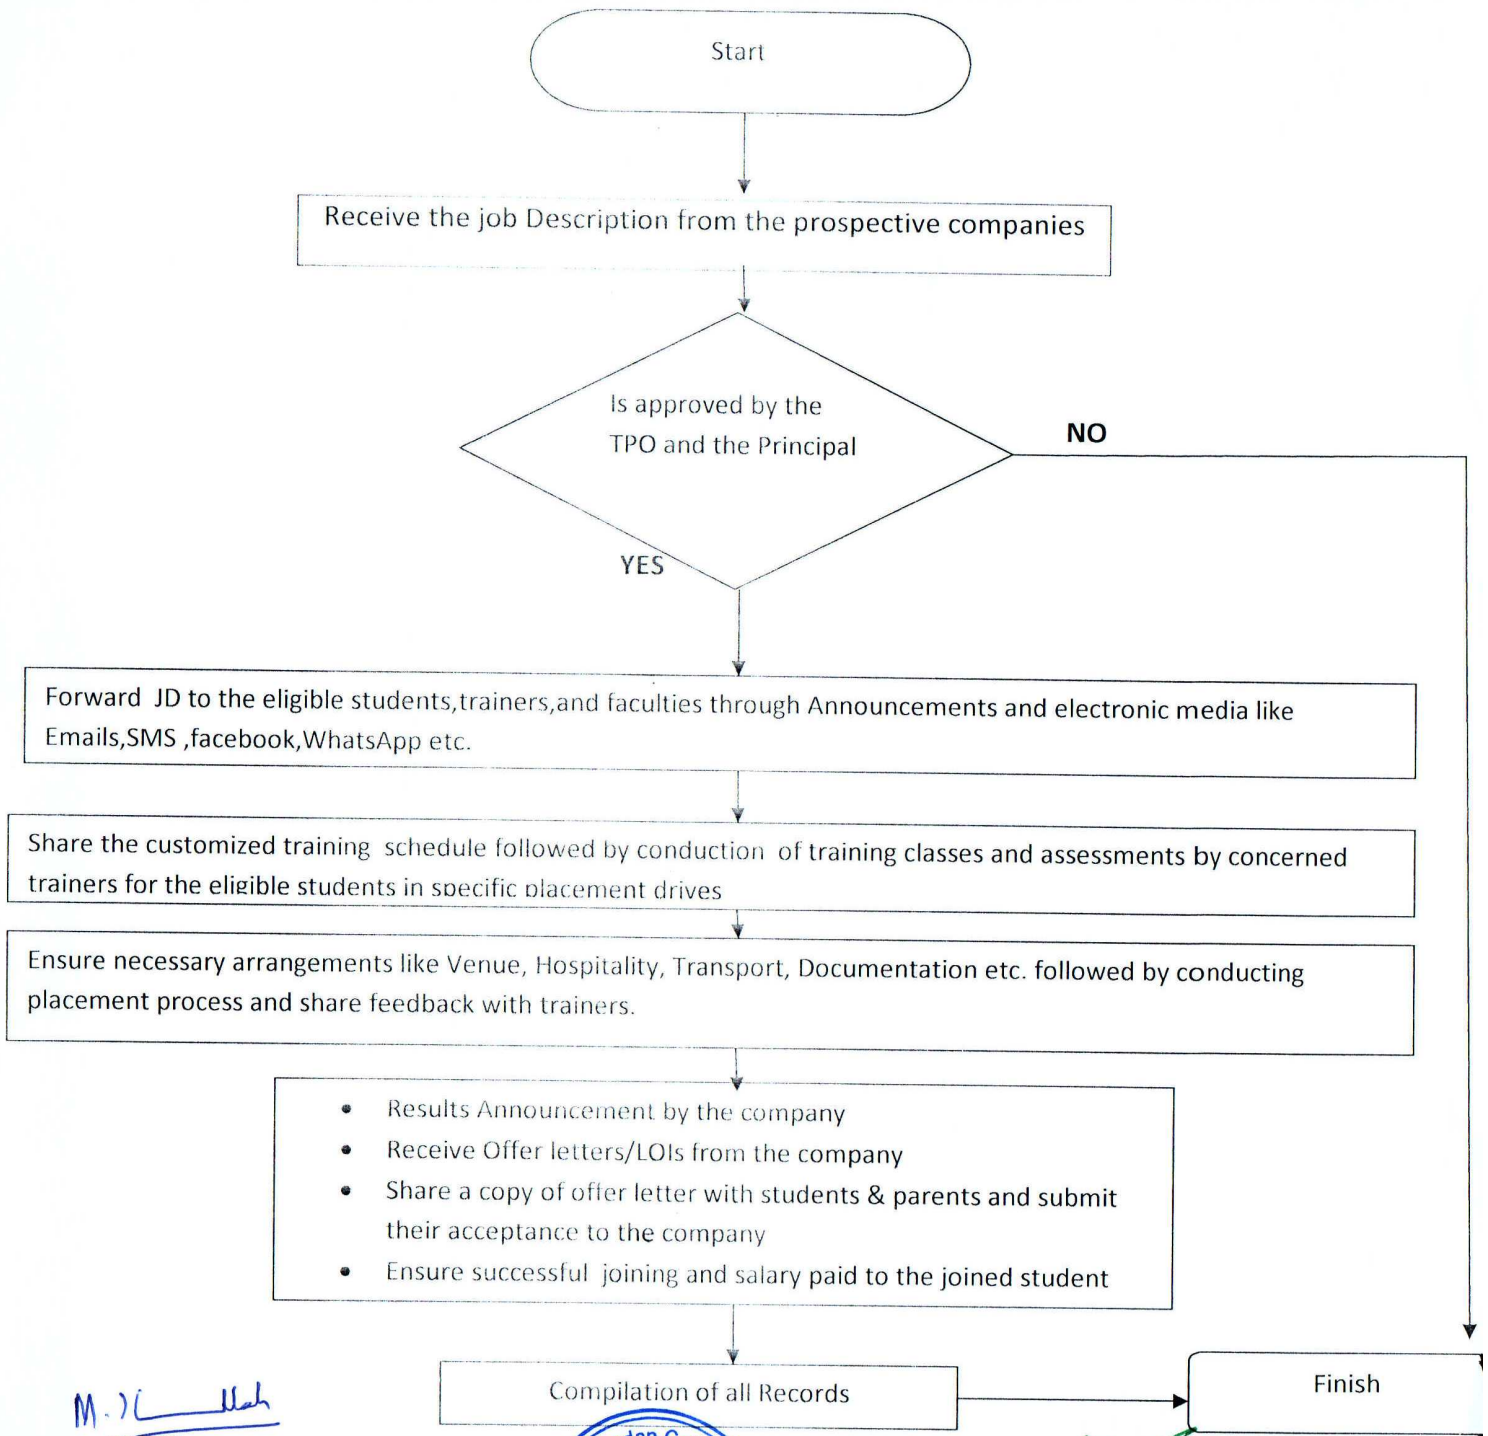 Start
Receive the job Description from the prospective companies
Is approved by the
TPO and the Principal
NO
YES
Forward JD to the eligible students,trainers,and faculties through Announcements and electronic media like
Emails,SMS ,facebook,WhatsApp etc.
Share the customized training schedule followed by conduction of training classes and assessments by concerned
trainers for the eligible students in specific placement drives
Ensure necessary arrangements like Venue, Hospitality, Transport, Documentation etc. followed by conducting
placement process and share feedback with trainers.
• Results Announcement by the company
• Receive Offer letters/LOIs from the company
• Share a copy of offer letter with students & parents and submit
their acceptance to the company
• Ensure successful joining and salary paid to the joined student
Compilation of all Records
Finish
M.